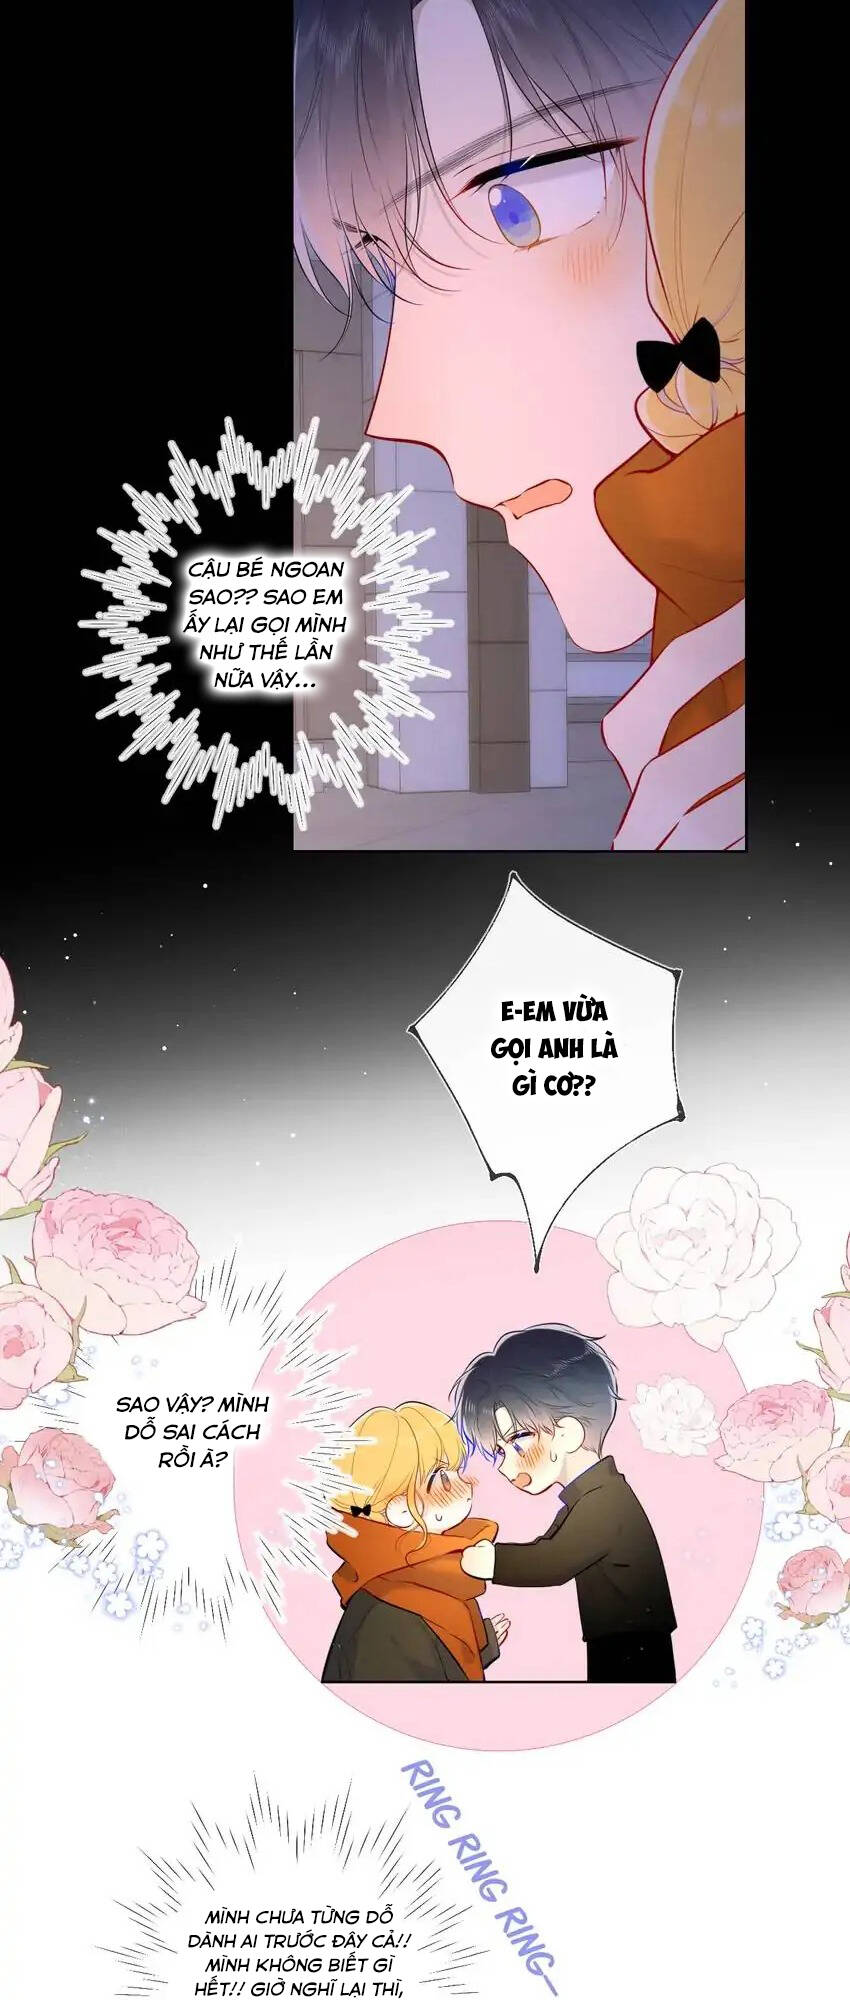 CẬU BÉ NGOAN
SAO?? SAO EM
ẤY LẠI GỌI MÌNH
NHƯ THẾ LẦN
NỮA VẬY...
E-EM VỪA
GỌI ANH LÀ
GÌ CƠ??
SAO VẬY? MÌNH
DỖ SAI CÁCH
RỒI À?
RING RING RING—
MÌNH CHƯA TỪNG DỖ
DÀNH AI TRƯỚC ĐÂY CẢ!!
MÌNH KHÔNG BIẾT GÌ
HẾT!! GIỜ NGHĨ LẠI THÌ,